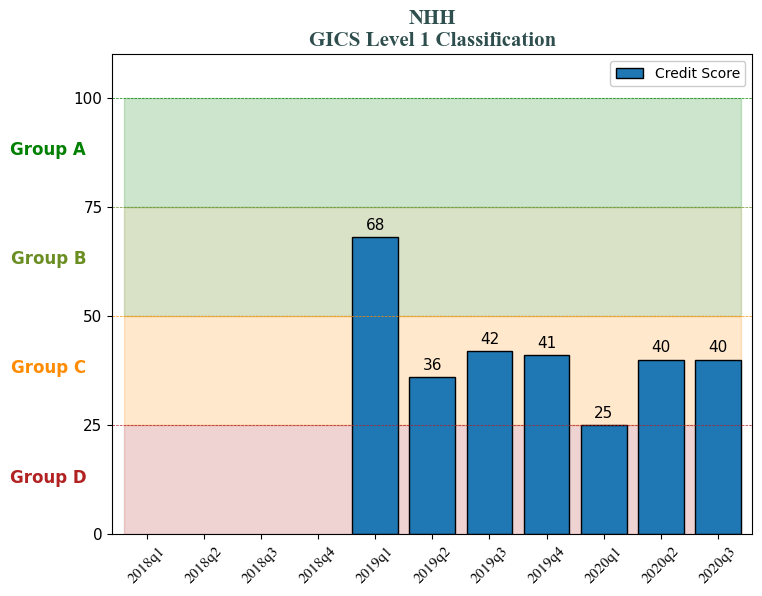 NHH
GICS Level 1 Classification
Credit Score
100
Group A
75
68
Group B
50
42
41
40
40
36
Group C
25
25
Group D
0
2018q1
2018q2
2018q3
2018q4
2019q1
2019q2
2019q3
2019q4
2020q1
2020q2
2020q3